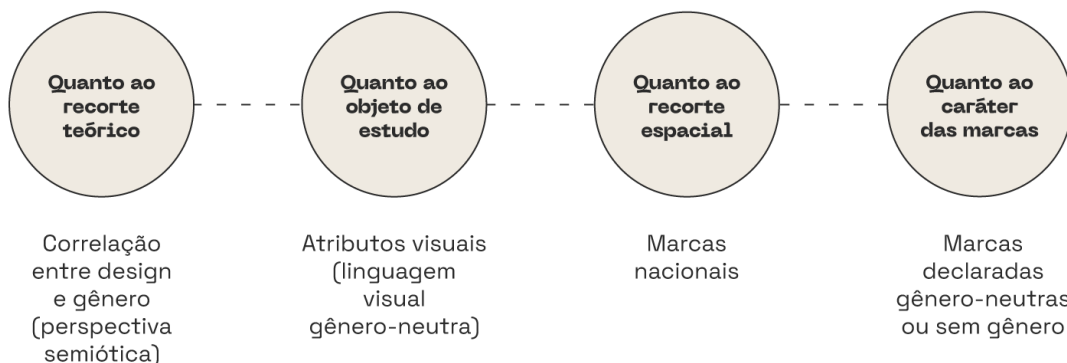 Quanto ao
recorte
teórico
Quanto ao
objeto de
estudo
Quanto ao
recorte
espacial
Quanto ao
caráter
das marcas
Correlação
entre design
e gênero
(perspectiva
semiótica)
Atributos visuais
(linguagem
visual
gênero-neutra)
Marcas
nacionais
Marcas
declaradas
gênero-neutras
ou sem gênero